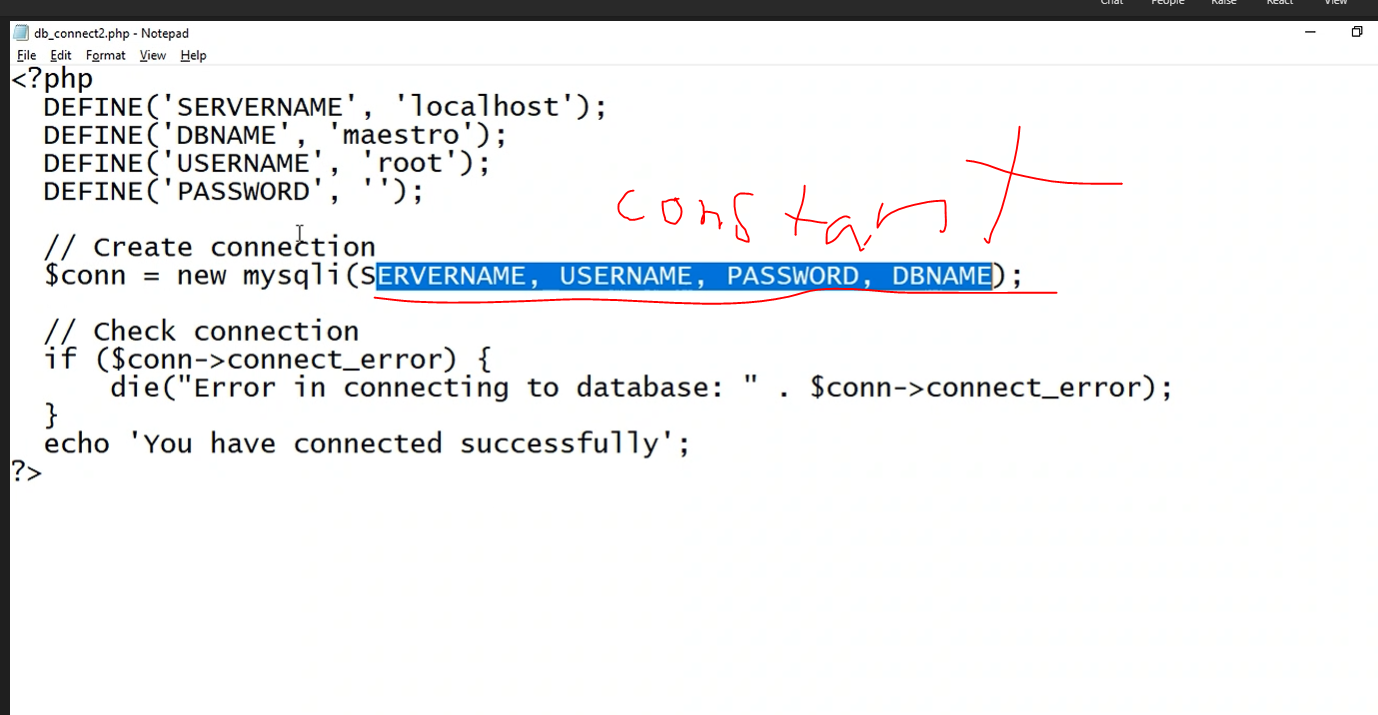 Chat People Raise React View
db_connect2.php - Notepad
File Edit Format View Help
<?php
DEFINE('SERVERNAME', 'localhost');
DEFINE('DBNAME', 'maestro');
DEFINE('USERNAME', 'root');
DEFINE('PASSWORD', '');
constant
// Create connection
$conn = new mysqli(SERVERNAME, USERNAME, PASSWORD, DBNAME);
// Check connection
if ($conn->connect_error) {
die("Error in connecting to database: " . $conn->connect_error);
}
echo 'You have connected successfully';
?>